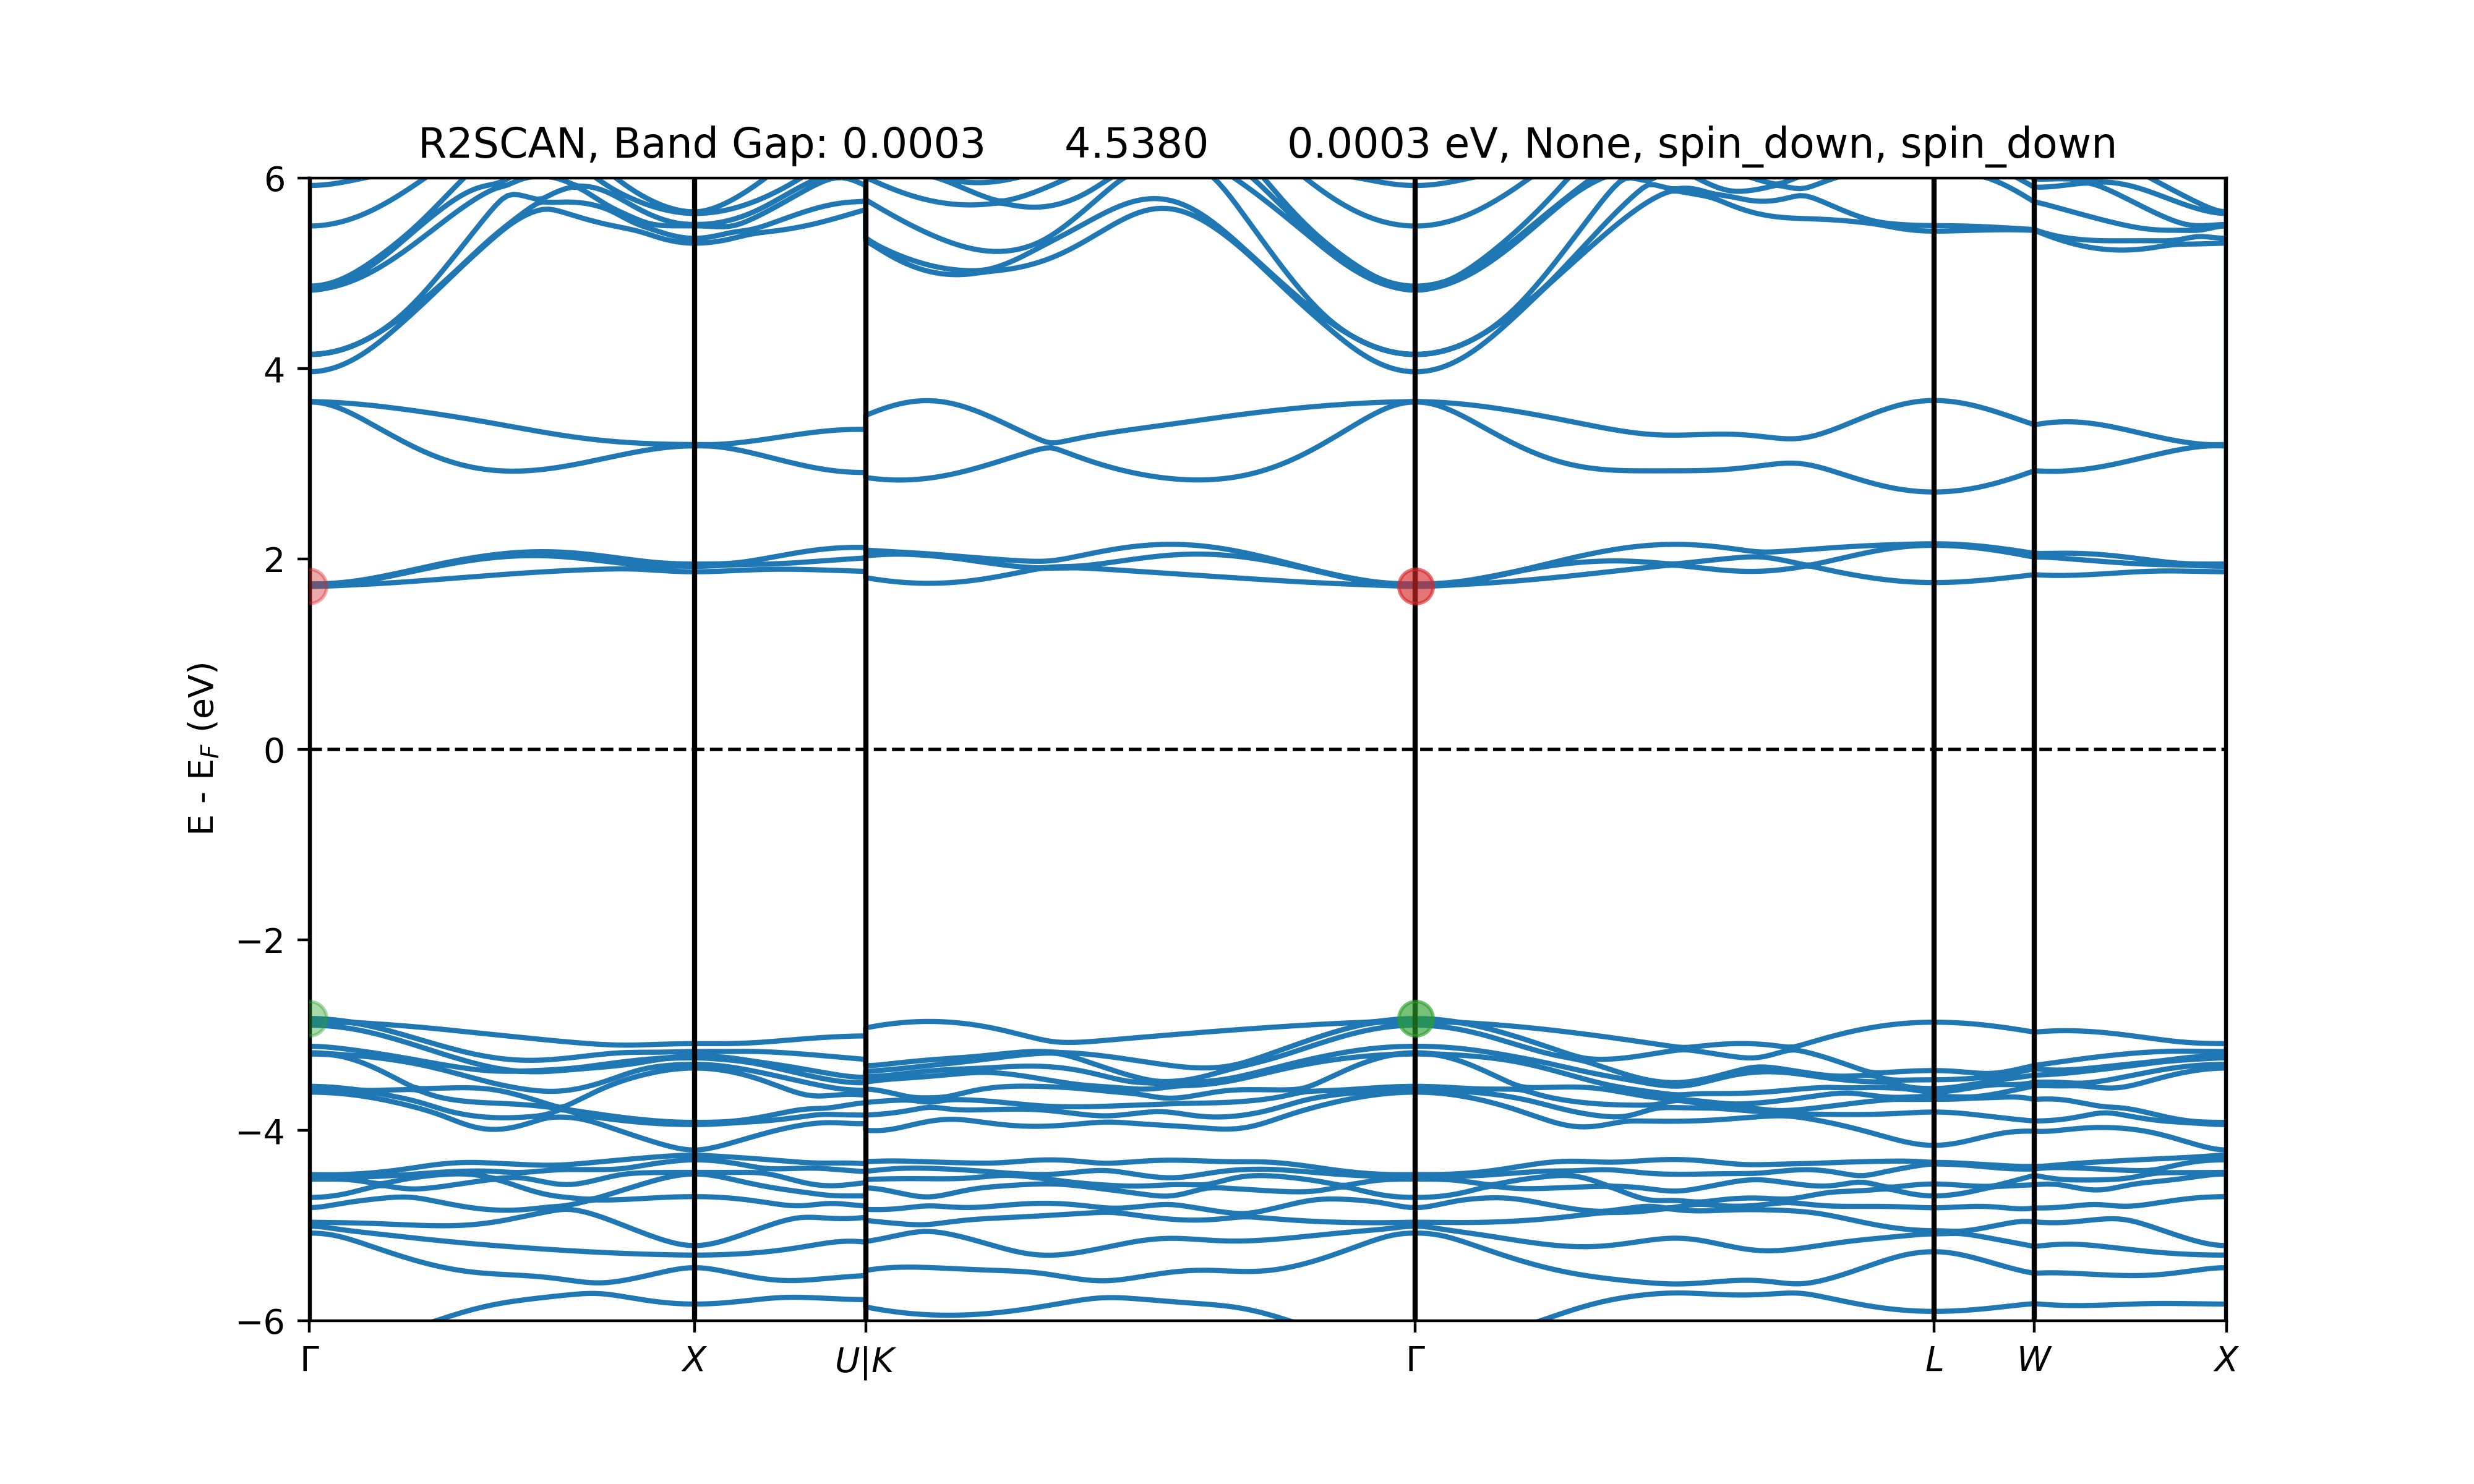 R2SCAN, Band Gap: 0.0003 4.5380 0.0003 eV, None, spin_down, spin_down
6
4
2
0
−2
−4
−6
E - E_F (eV)
Γ X U|K Γ L W X